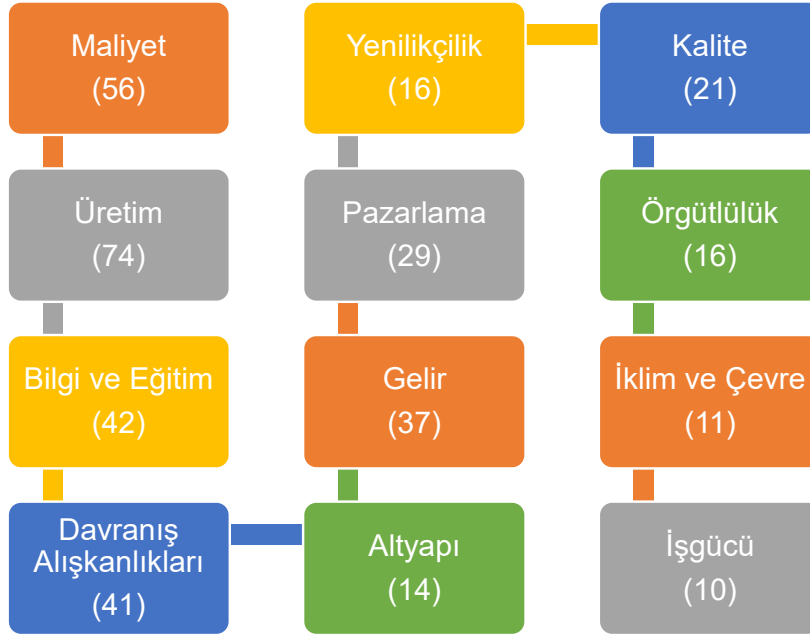 Maliyet
(56)
Üretim
(74)
Bilgi ve Eğitim
(42)
Davranış
Alışkanlıkları
(41)
Altyapı
(14)
Gelir
(37)
Pazarlama
(29)
Yenilikçilik
(16)
Kalite
(21)
Örgütlülük
(16)
İklim ve Çevre
(11)
İşgücü
(10)